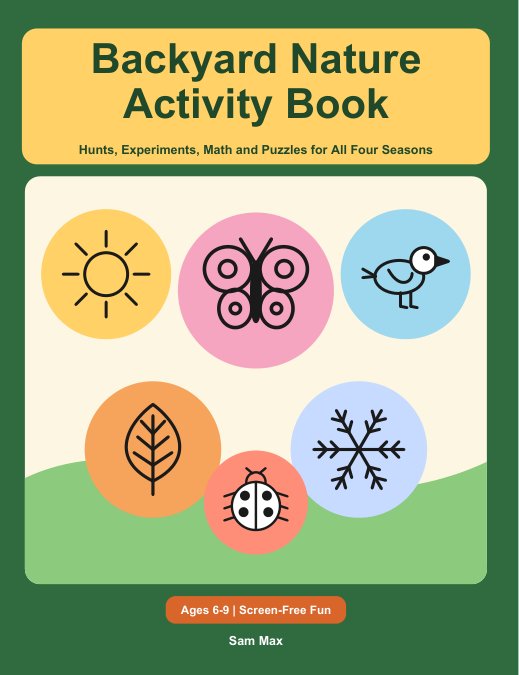 Backyard Nature
Activity Book
Hunts, Experiments, Math and Puzzles for All Four Seasons
Ages 6-9 | Screen-Free Fun
Sam Max